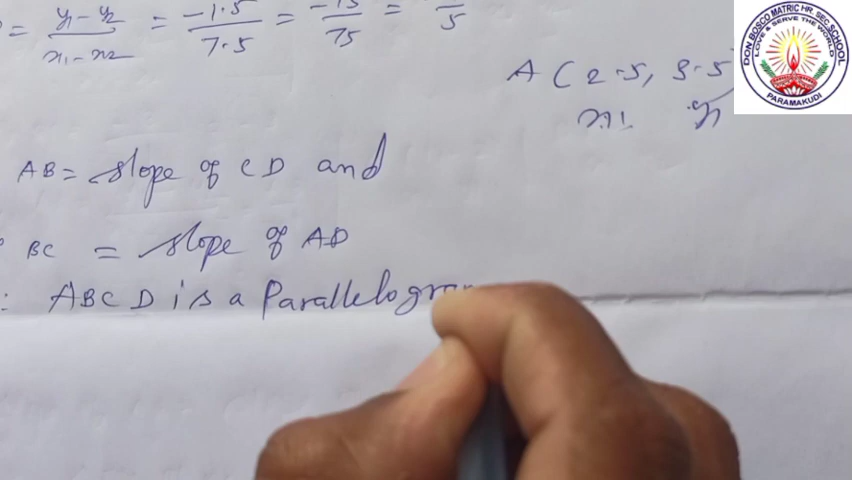 = y1 - y2 / x1 - x2 = -1.5 / 7.5 = -15 / 75 = / 5
A ( 2.5, 3.5
x1 y1
AB = slope of CD and
BC = slope of AD
: ABCD is a Parallelogram
DON BOSCO MATRIC HR. SEC. SCHOOL
LOVE & SERVE THE WORLD
PARAMAKUDI